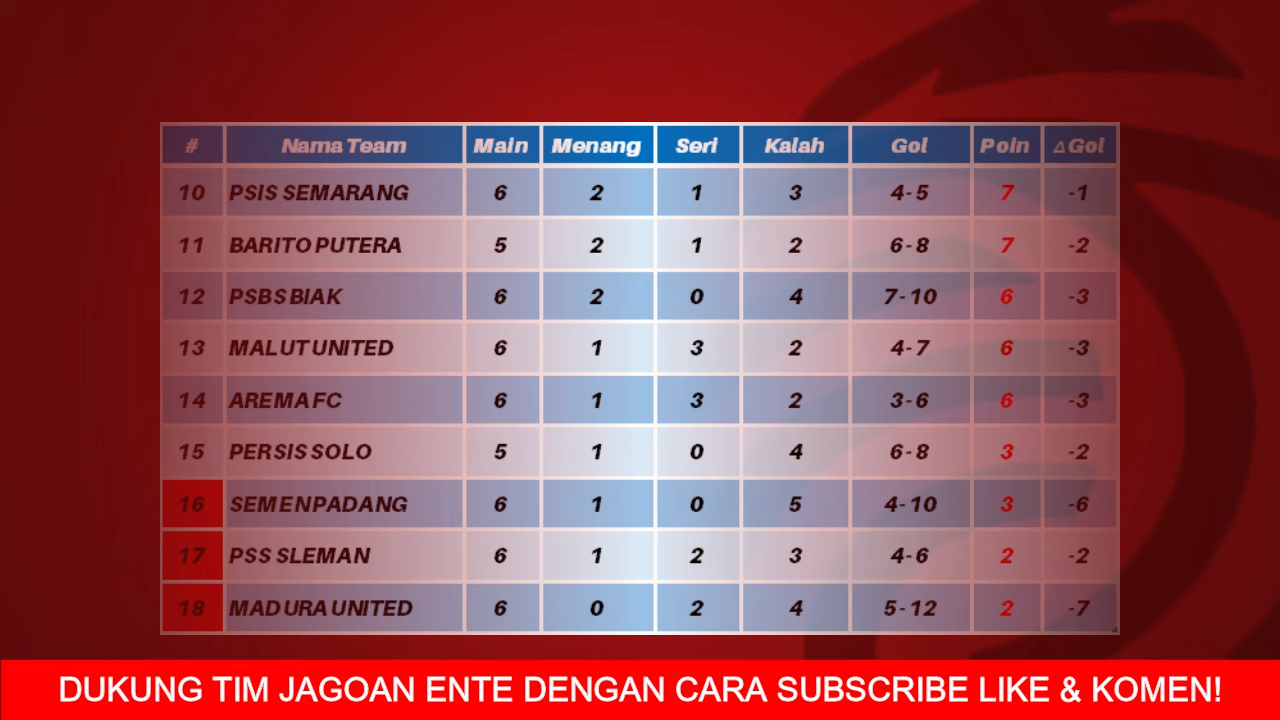 # Nama Team Main Menang Seri Kalah Gol Poin △Gol
10 PSIS SEMARANG 6 2 1 3 4-5 7 -1
11 BARITO PUTERA 5 2 1 2 6-8 7 -2
12 PSBS BIAK 6 2 0 4 7-10 6 -3
13 MALUT UNITED 6 1 3 2 4-7 6 -3
14 AREMA FC 6 1 3 2 3-6 6 -3
15 PERSIS SOLO 5 1 0 4 6-8 3 -2
16 SEMEN PADANG 6 1 0 5 4-10 3 -6
17 PSS SLEMAN 6 1 2 3 4-6 2 -2
18 MADURA UNITED 6 0 2 4 5-12 2 -7
DUKUNG TIM JAGOAN ENTE DENGAN CARA SUBSCRIBE LIKE & KOMEN!